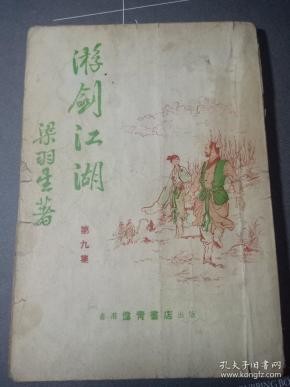 游剑江湖
梁羽生著
第九集
香港偉青書店出版
孔夫子旧书网